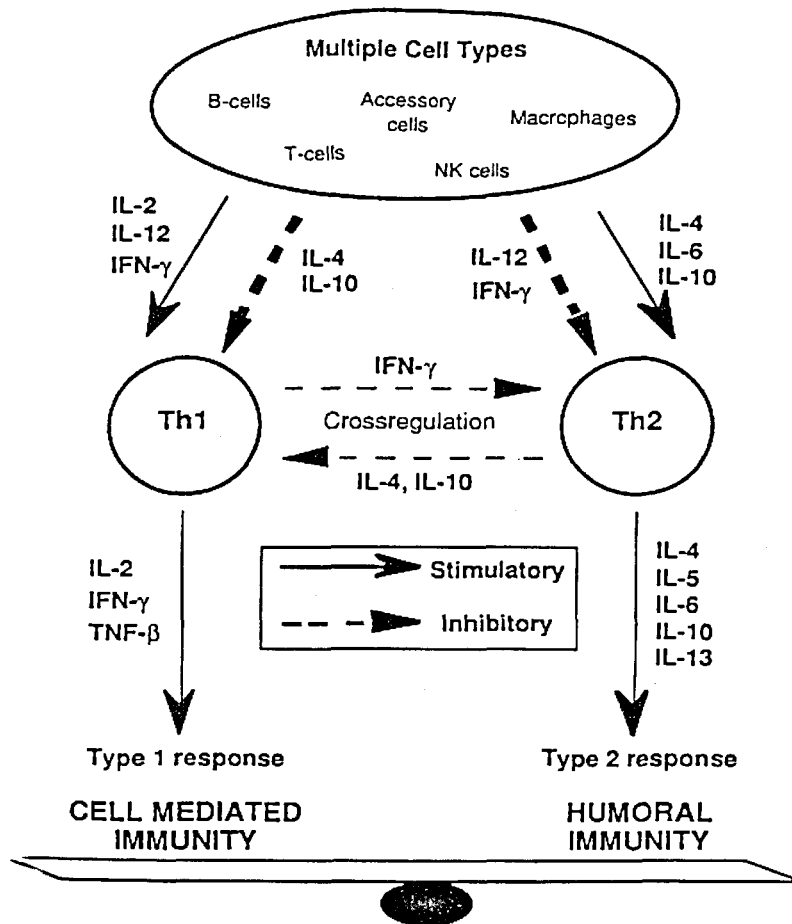 Multiple Cell Types
B-cells
Accessory
cells
Macrophages
T-cells
NK cells
IL-2
IL-12
IFN-γ
IL-4
IL-10
IL-12
IFN-γ
IL-4
IL-6
IL-10
Th1
IFN-γ
Crossregulation
IL-4, IL-10
Th2
IL-2
IFN-γ
TNF-β
Stimulatory
Inhibitory
IL-4
IL-5
IL-6
IL-10
IL-13
Type 1 response
CELL MEDIATED
IMMUNITY
Type 2 response
HUMORAL
IMMUNITY